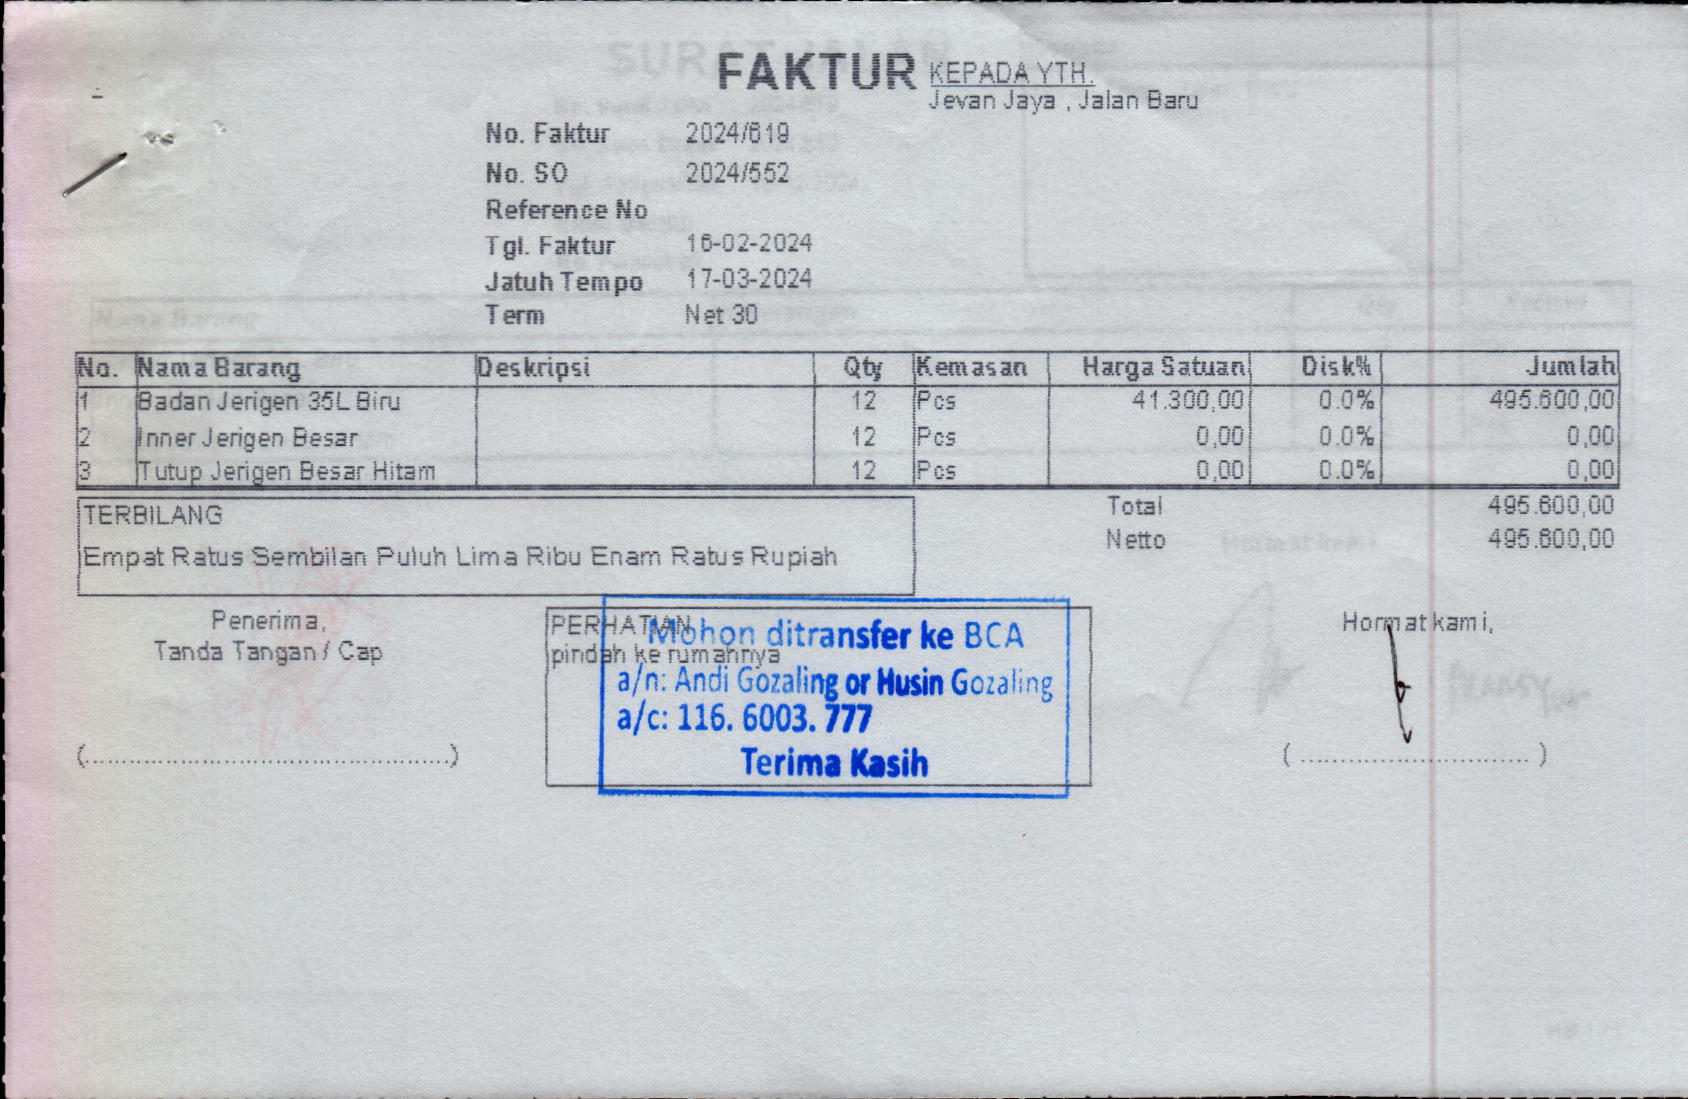 FAKTUR
KEPADA YTH.
Jevan Jaya , Jalan Baru
No. Faktur 2024/619
No. SO 2024/552
Reference No
Tgl. Faktur 16-02-2024
Jatuh Tempo 17-03-2024
Term Net 30
No. Nama Barang Deskripsi Qty Kemasan Harga Satuan Disk% Jumlah
1 Badan Jerigen 35L Biru 12 Pcs 41.300,00 0.0% 495.600,00
2 Inner Jerigen Besar 12 Pcs 0,00 0.0% 0,00
3 Tutup Jerigen Besar Hitam 12 Pcs 0,00 0.0% 0,00
TERBILANG
Empat Ratus Sembilan Puluh Lima Ribu Enam Ratus Rupiah
Total 495.600,00
Netto 495.600,00
Penerima,
Tanda Tangan / Cap
(..................................................)
PERHATIAN
pindah ke rumahnya
Mohon ditransfer ke BCA
a/n: Andi Gozaling or Husin Gozaling
a/c: 116. 6003. 777
Terima Kasih
Hormat kami,
( .............................. )